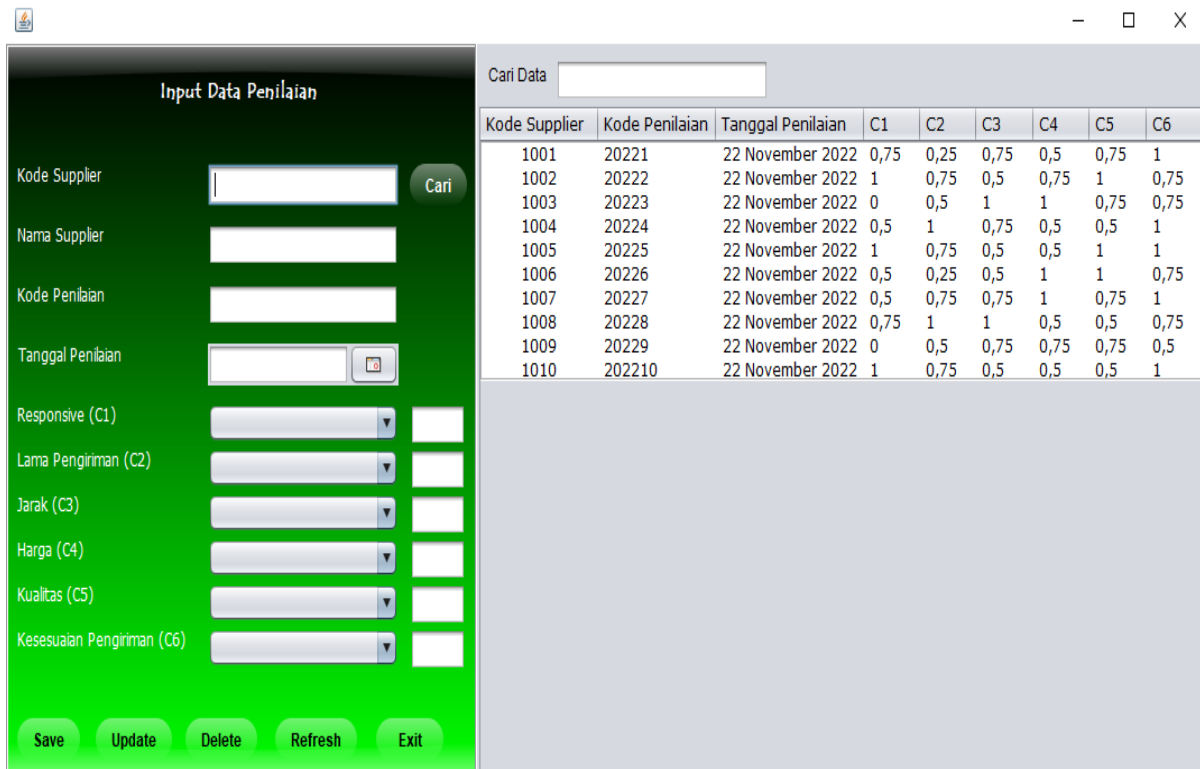 Input Data Penilaian
Kode Supplier
Cari
Nama Supplier
Kode Penilaian
Tanggal Penilaian
Responsive (C1)
Lama Pengiriman (C2)
Jarak (C3)
Harga (C4)
Kualitas (C5)
Kesesuaian Pengiriman (C6)
Save Update Delete Refresh Exit
Cari Data
Kode Supplier Kode Penilaian Tanggal Penilaian C1 C2 C3 C4 C5 C6
1001 20221 22 November 2022 0,75 0,25 0,75 0,5 0,75 1
1002 20222 22 November 2022 1 0,75 0,5 0,75 1 0,75
1003 20223 22 November 2022 0 0,5 1 1 0,75 0,75
1004 20224 22 November 2022 0,5 1 0,75 0,5 0,5 1
1005 20225 22 November 2022 1 0,75 0,5 0,5 1 1
1006 20226 22 November 2022 0,5 0,25 0,5 1 1 0,75
1007 20227 22 November 2022 0,5 0,75 0,75 1 0,75 1
1008 20228 22 November 2022 0,75 1 1 0,5 0,5 0,75
1009 20229 22 November 2022 0 0,5 0,75 0,75 0,75 0,5
1010 202210 22 November 2022 1 0,75 0,5 0,5 0,5 1